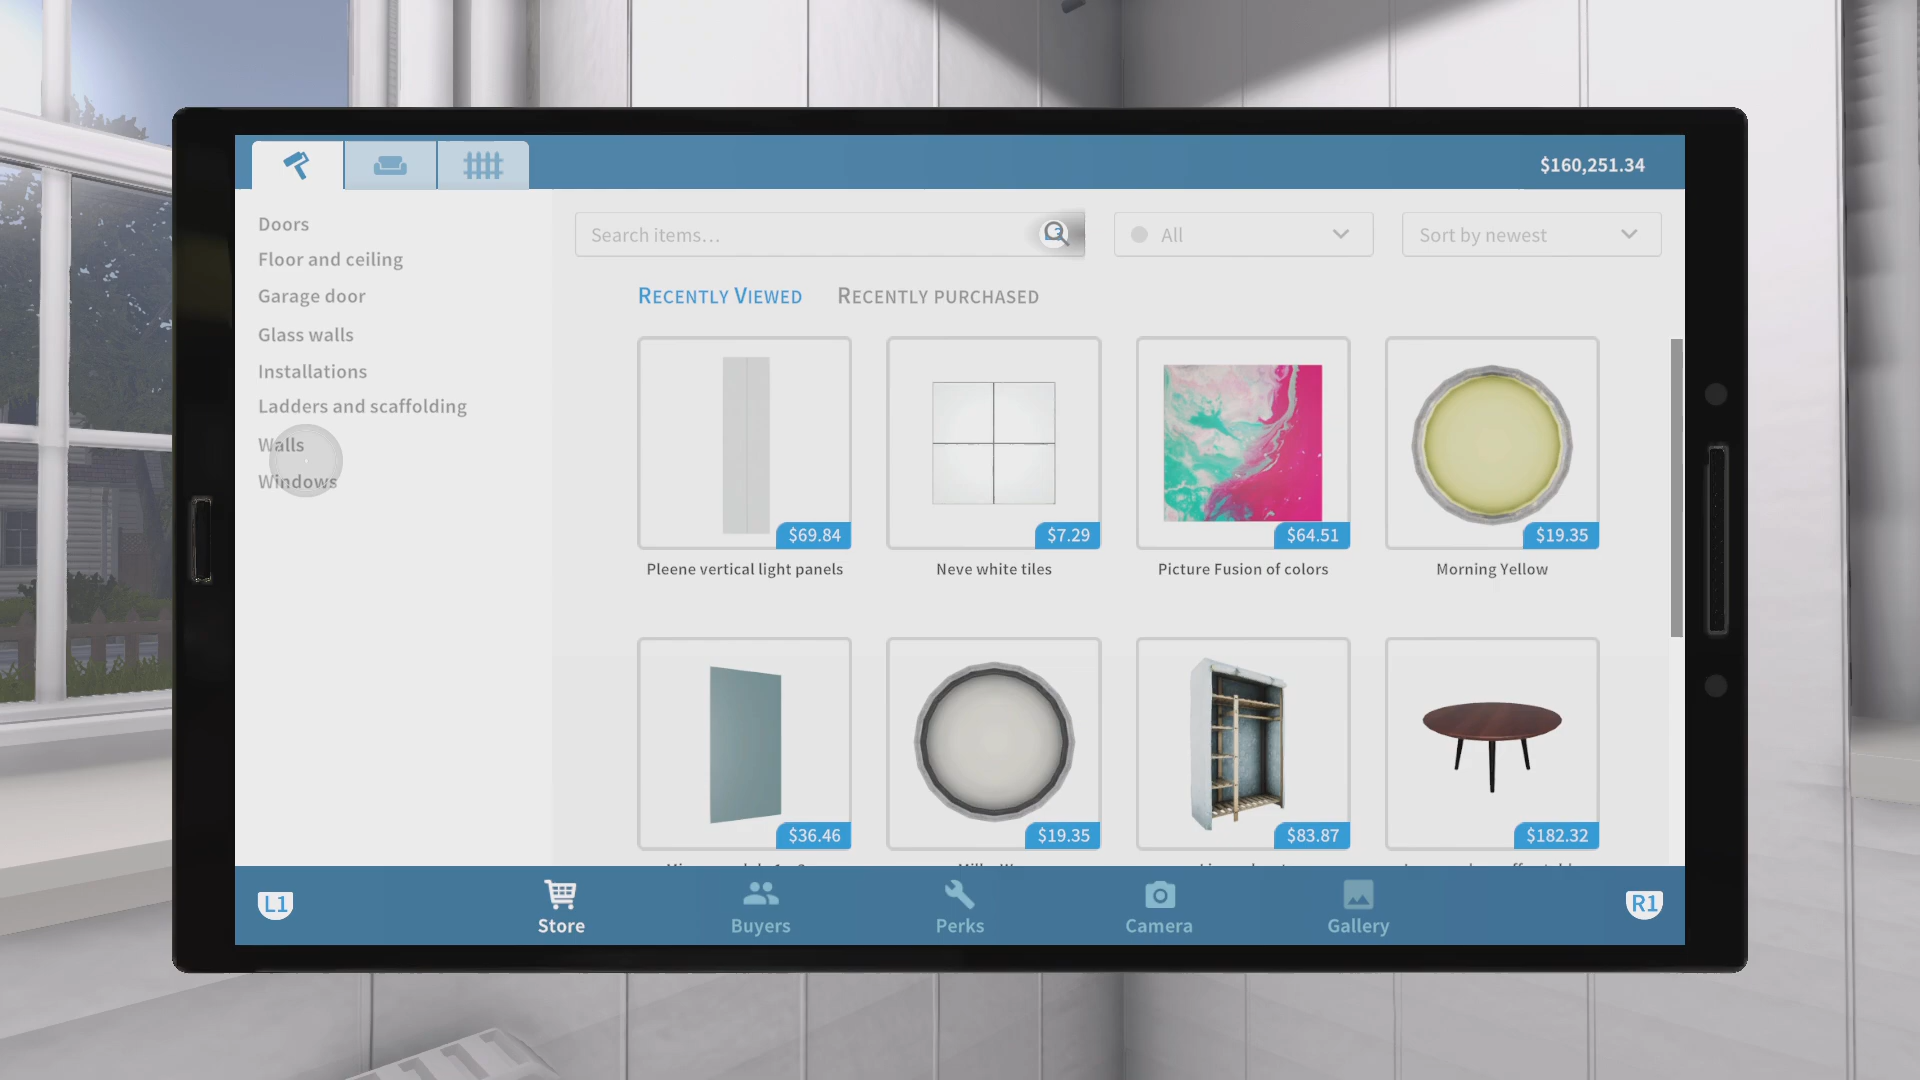 $160,251.34
Doors
Floor and ceiling
Garage door
Glass walls
Installations
Ladders and scaffolding
Walls
Windows
Search items...
All
Sort by newest
RECENTLY VIEWED
RECENTLY PURCHASED
$69.84
$7.29
$64.51
$19.35
Pleene vertical light panels
Neve white tiles
Picture Fusion of colors
Morning Yellow
$36.46
$19.35
$83.87
$182.32
L1
Store
Buyers
Perks
Camera
Gallery
R1